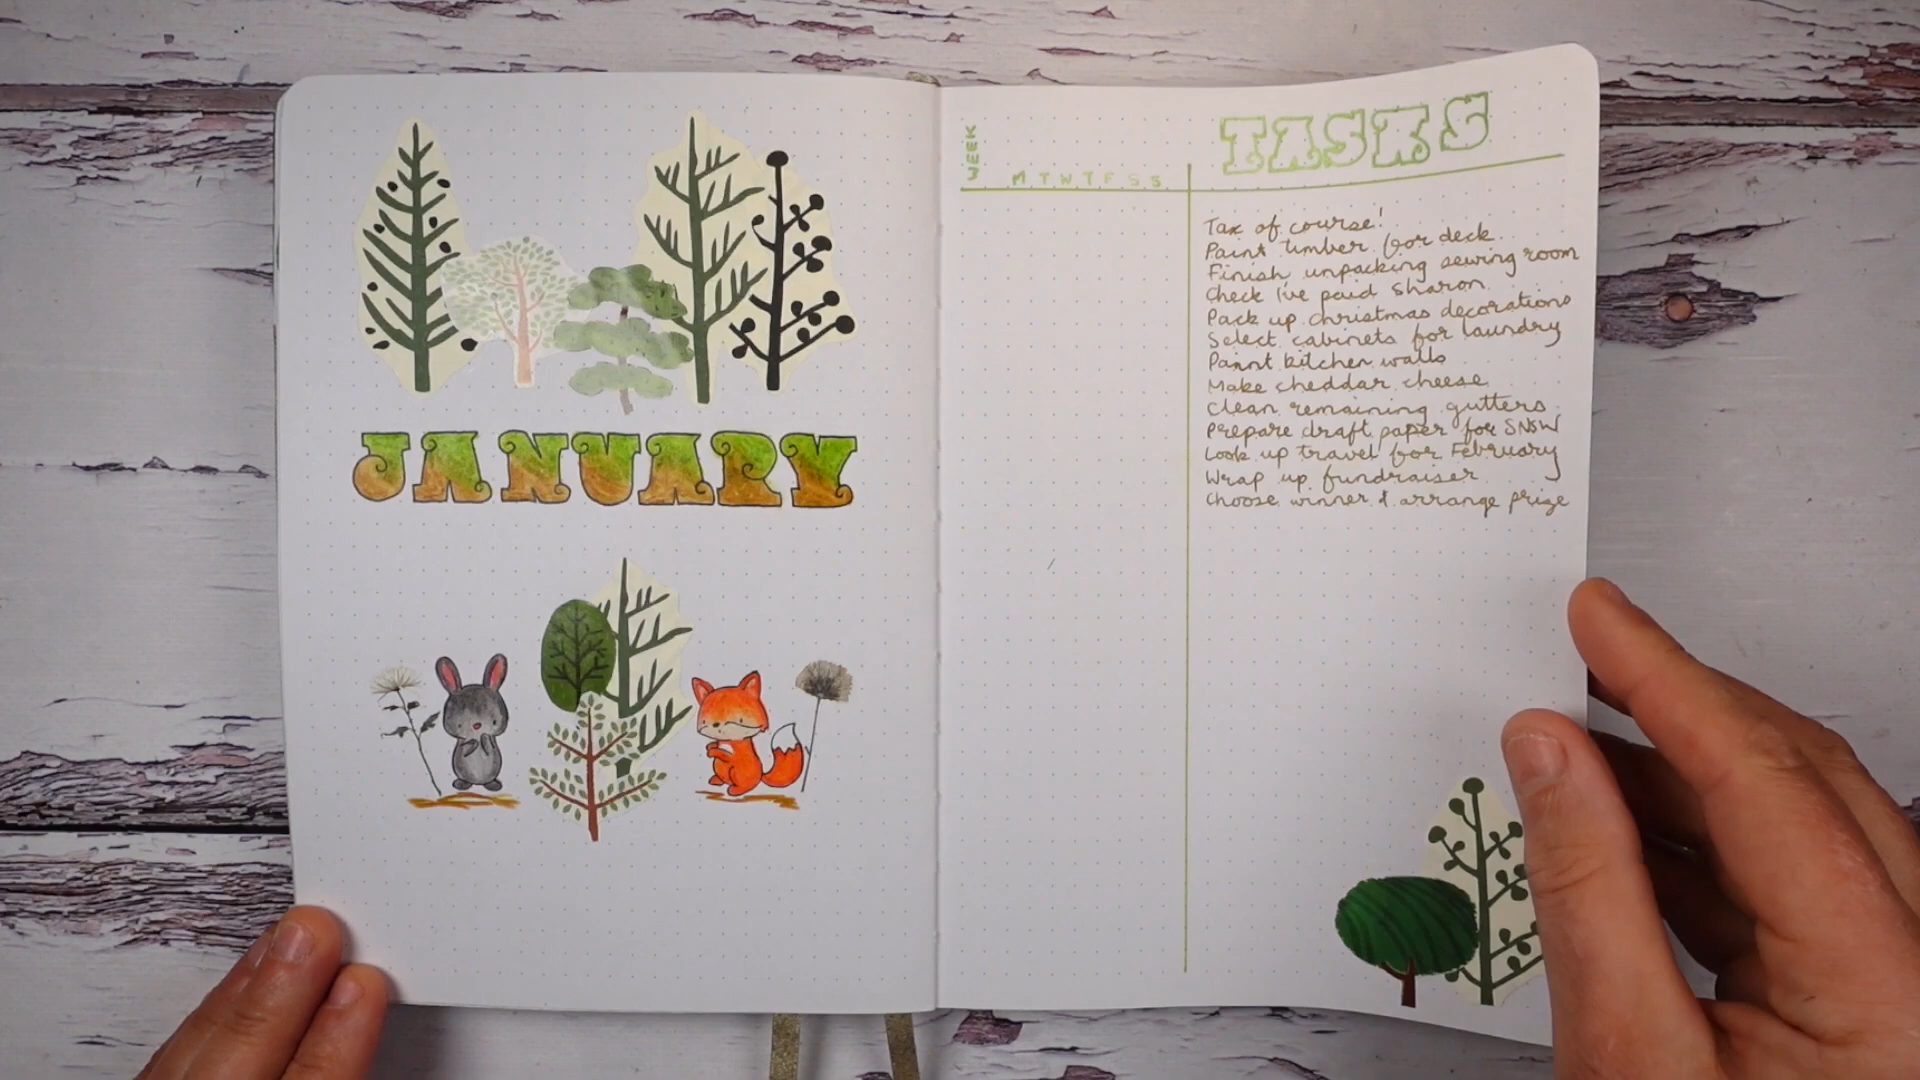 JANUARY
WEEK
M T W T F S S
TASKS
Tax of course!
Paint timber for deck
Finish unpacking sewing room
Check I've paid Sharon
Pack up christmas decorations
Select cabinets for laundry
Paint kitchen walls
Make cheddar cheese
Clean remaining gutters
Prepare draft paper for SNSW
Look up travel for February
Wrap up fundraiser
Choose winner & arrange prize